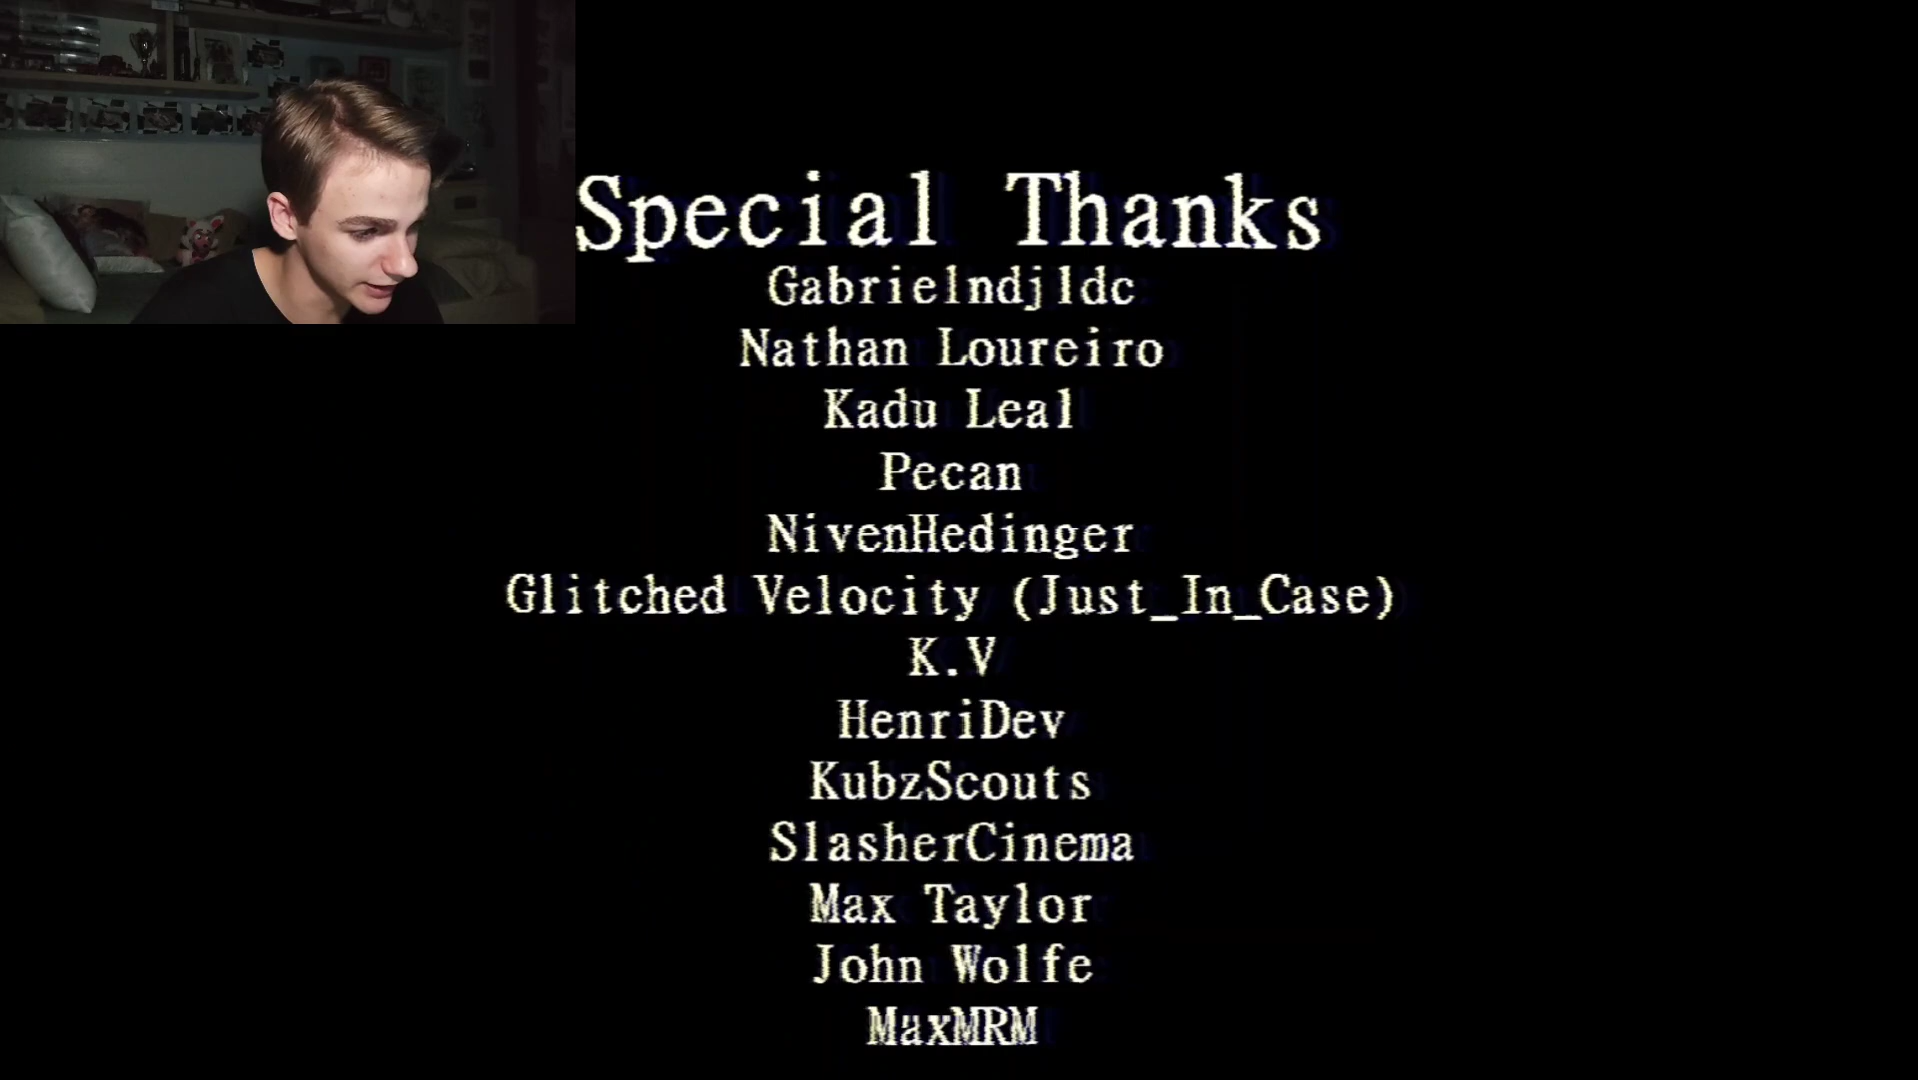 Special Thanks
Gabrielndjldc
Nathan Loureiro
Kadu Leal
Pecan
NivenHedinger
Glitched Velocity (Just_In_Case)
K.V
HenriDev
KubzScouts
SlasherCinema
Max Taylor
John Wolfe
MaxMRM